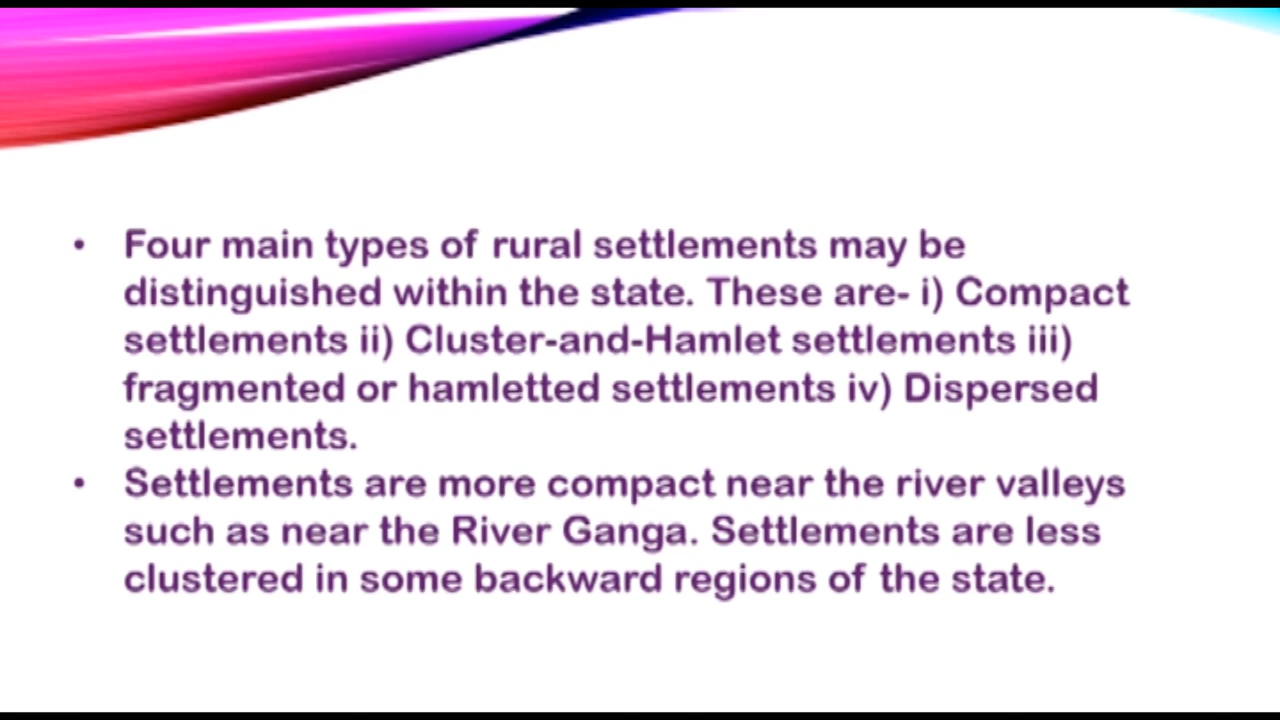 • Four main types of rural settlements may be
distinguished within the state. These are- i) Compact
settlements ii) Cluster-and-Hamlet settlements iii)
fragmented or hamletted settlements iv) Dispersed
settlements.
• Settlements are more compact near the river valleys
such as near the River Ganga. Settlements are less
clustered in some backward regions of the state.